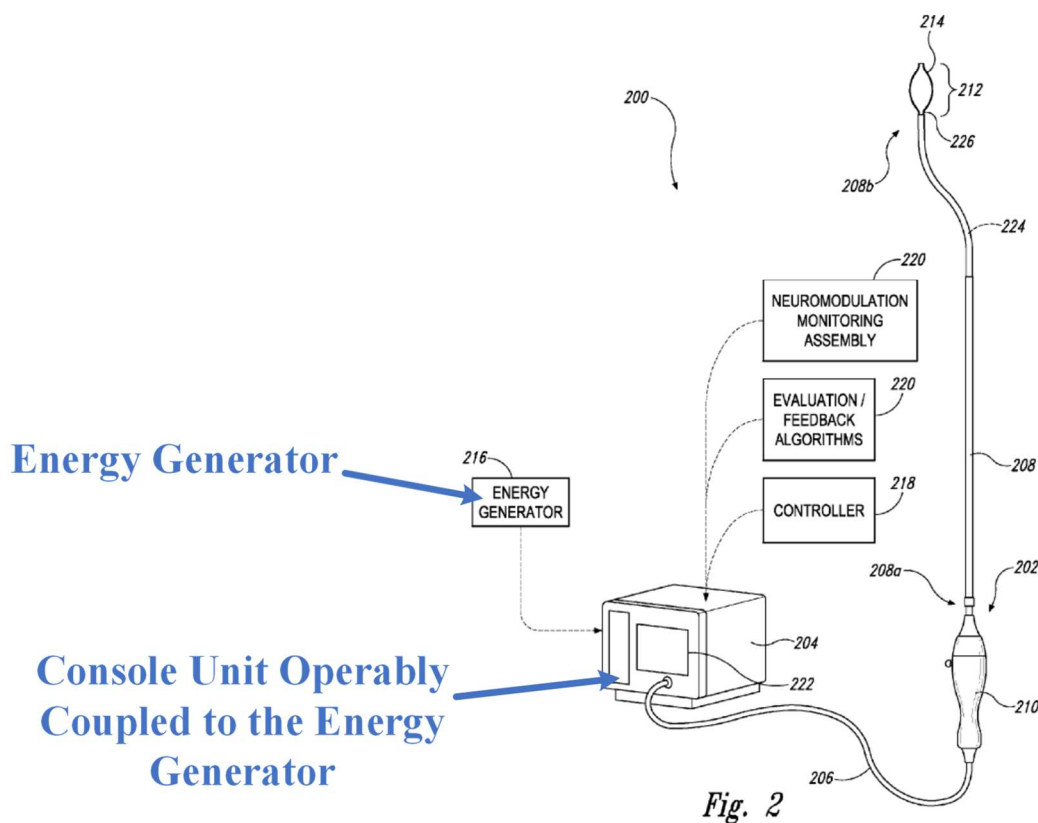 214
212
200
226
208b
224
220
NEUROMODULATION
MONITORING
ASSEMBLY
220
EVALUATION /
FEEDBACK
ALGORITHMS
Energy Generator
216
ENERGY
GENERATOR
208
218
CONTROLLER
208a
202
204
Console Unit Operably
Coupled to the Energy
Generator
222
210
206
Fig. 2